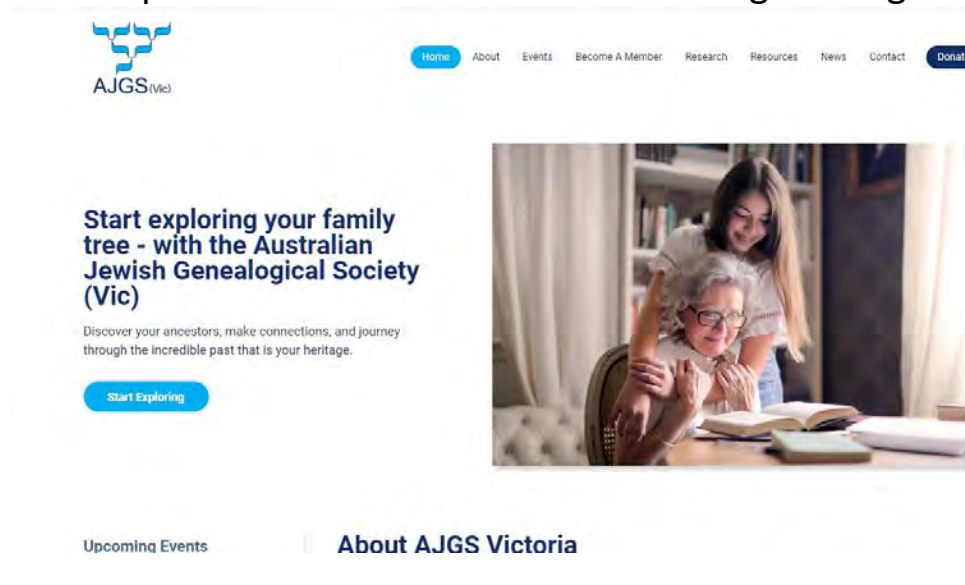 AJGS(Vic)
Home About Events Become A Member Research Resources News Contact Donat
Start exploring your family
tree - with the Australian
Jewish Genealogical Society
(Vic)
Discover your ancestors, make connections, and journey
through the incredible past that is your heritage.
Start Exploring
Upcoming Events
About AJGS Victoria